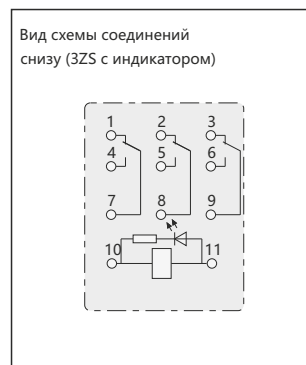 Вид схемы соединений
снизу (3ZS с индикатором)
1 2 3
4 5 6
7 8 9
10 11